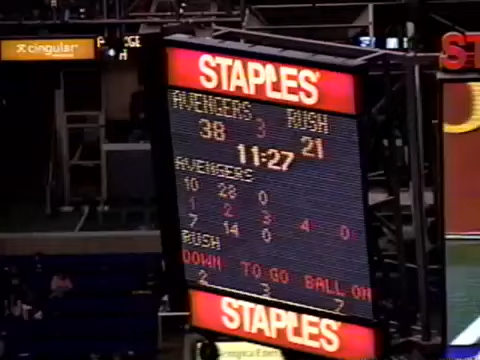 cingular
STAPLES
AVENGERS 3 RUSH
38 21
11:27
AVENGERS
10 28 0
1 2 3 4 0
7 14 0
RUSH
DOWN TO GO BALL ON
2 3 7
STAPLES
ST